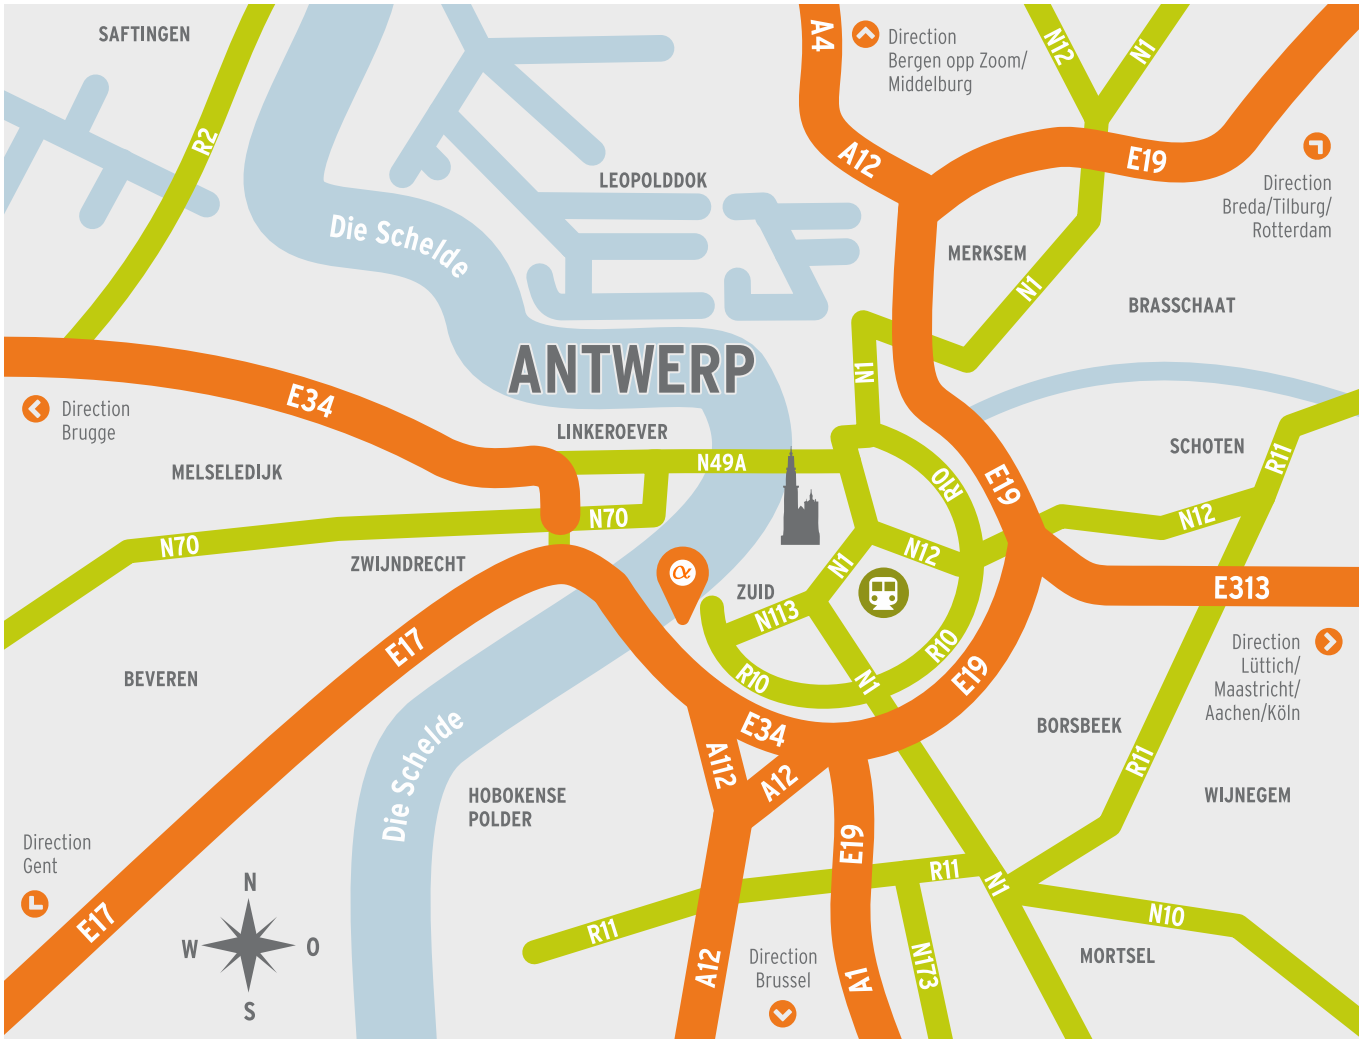 SAFTINGEN
A4
Direction
Bergen opp Zoom/
Middelburg
N12
N1
R2
A12
E19
LEOPOLDDOK
Direction
Breda/Tilburg/
Rotterdam
Die Schelde
MERKSEM
N1
BRASSCHAAT
ANTWERP
N1
E34
Direction
Brugge
LINKEROEVER
SCHOTEN
MELSELEDIJK
N49A
R10
E19
R11
N70
N70
N12
ZWIJNDRECHT
N1
N12
α
ZUID
E313
N113
E17
R10
E19
Direction
Lüttich/
Maastricht/
Aachen/Köln
BEVEREN
R10
N1
E34
BORSBEEK
Die Schelde
A112
A12
R11
HOBOKENSE
POLDER
WIJNEGEM
Direction
Gent
E19
R11
N1
N
W
O
S
E17
R11
N10
A12
Direction
Brussel
A1
N173
MORTSEL